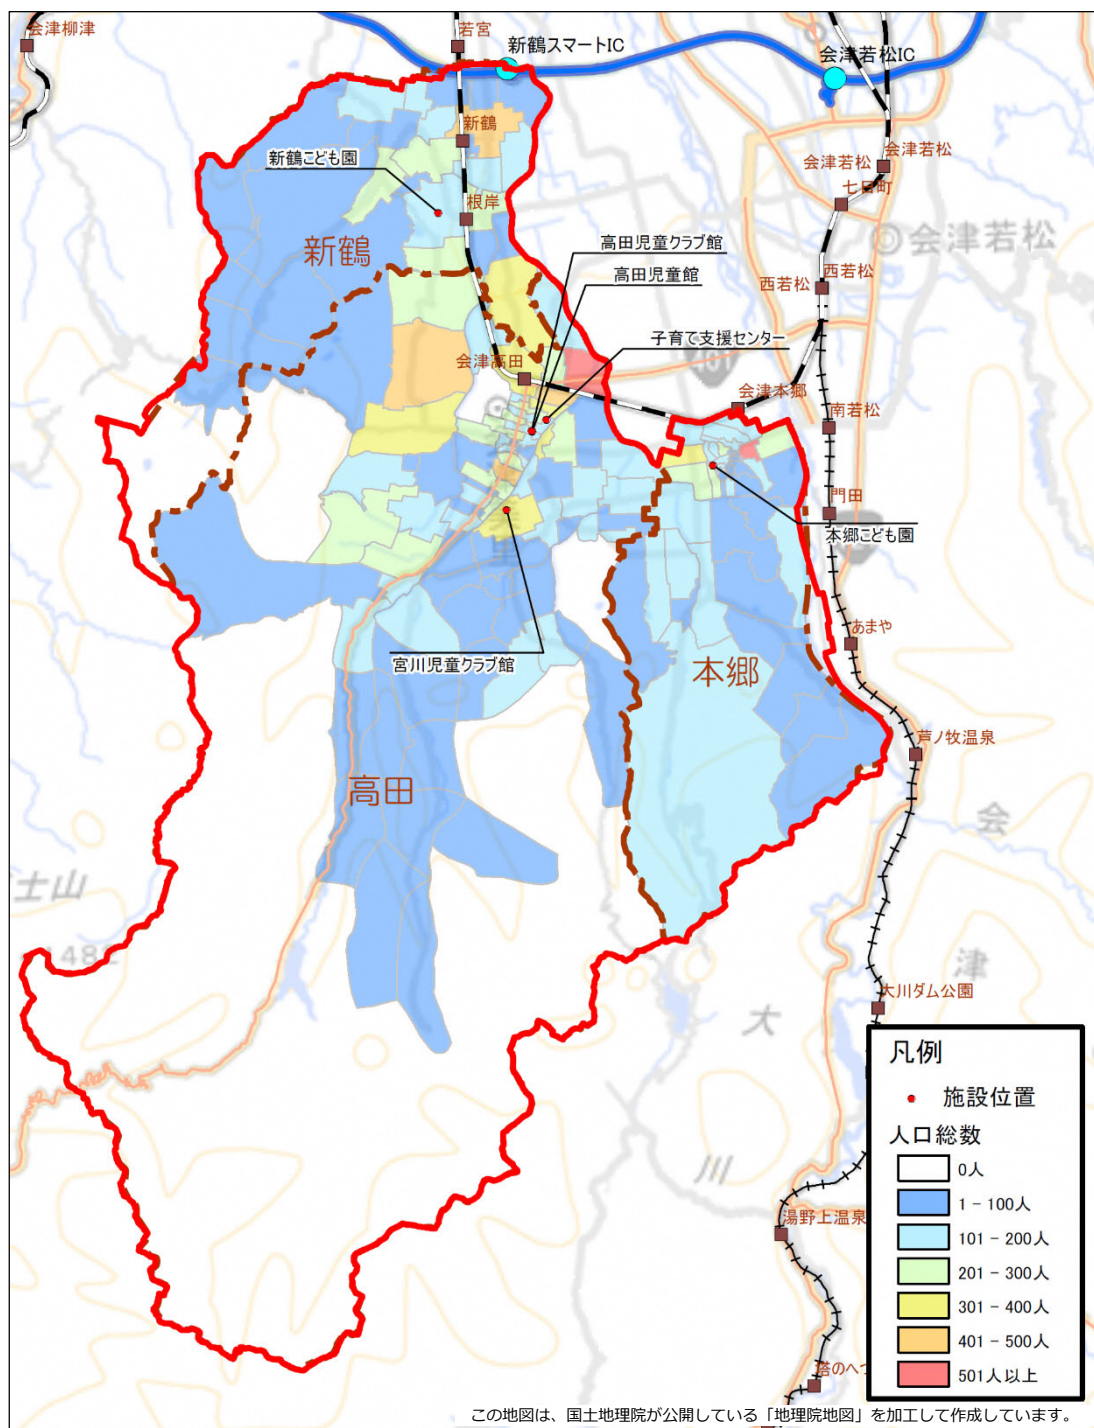 会津柳津
若宮
新鶴スマートIC
会津若松IC
新鶴
新鶴こども園
会津若松
会津若松
七日町
根岸
新鶴
高田児童クラブ館
会津若松
高田児童館
西若松
西若松
子育て支援センター
会津高田
会津本郷
南若松
門田
本郷こども園
あまや
宮川児童クラブ館
本郷
芦ノ牧温泉
高田
会
士山
1482
津
大川ダム公園
大
川
湯野上温泉
塔のへつ
凡例
施設位置
人口総数
0人
1 - 100人
101 - 200人
201 - 300人
301 - 400人
401 - 500人
501人以上
この地図は、国土地理院が公開している「地理院地図」を加工して作成しています。